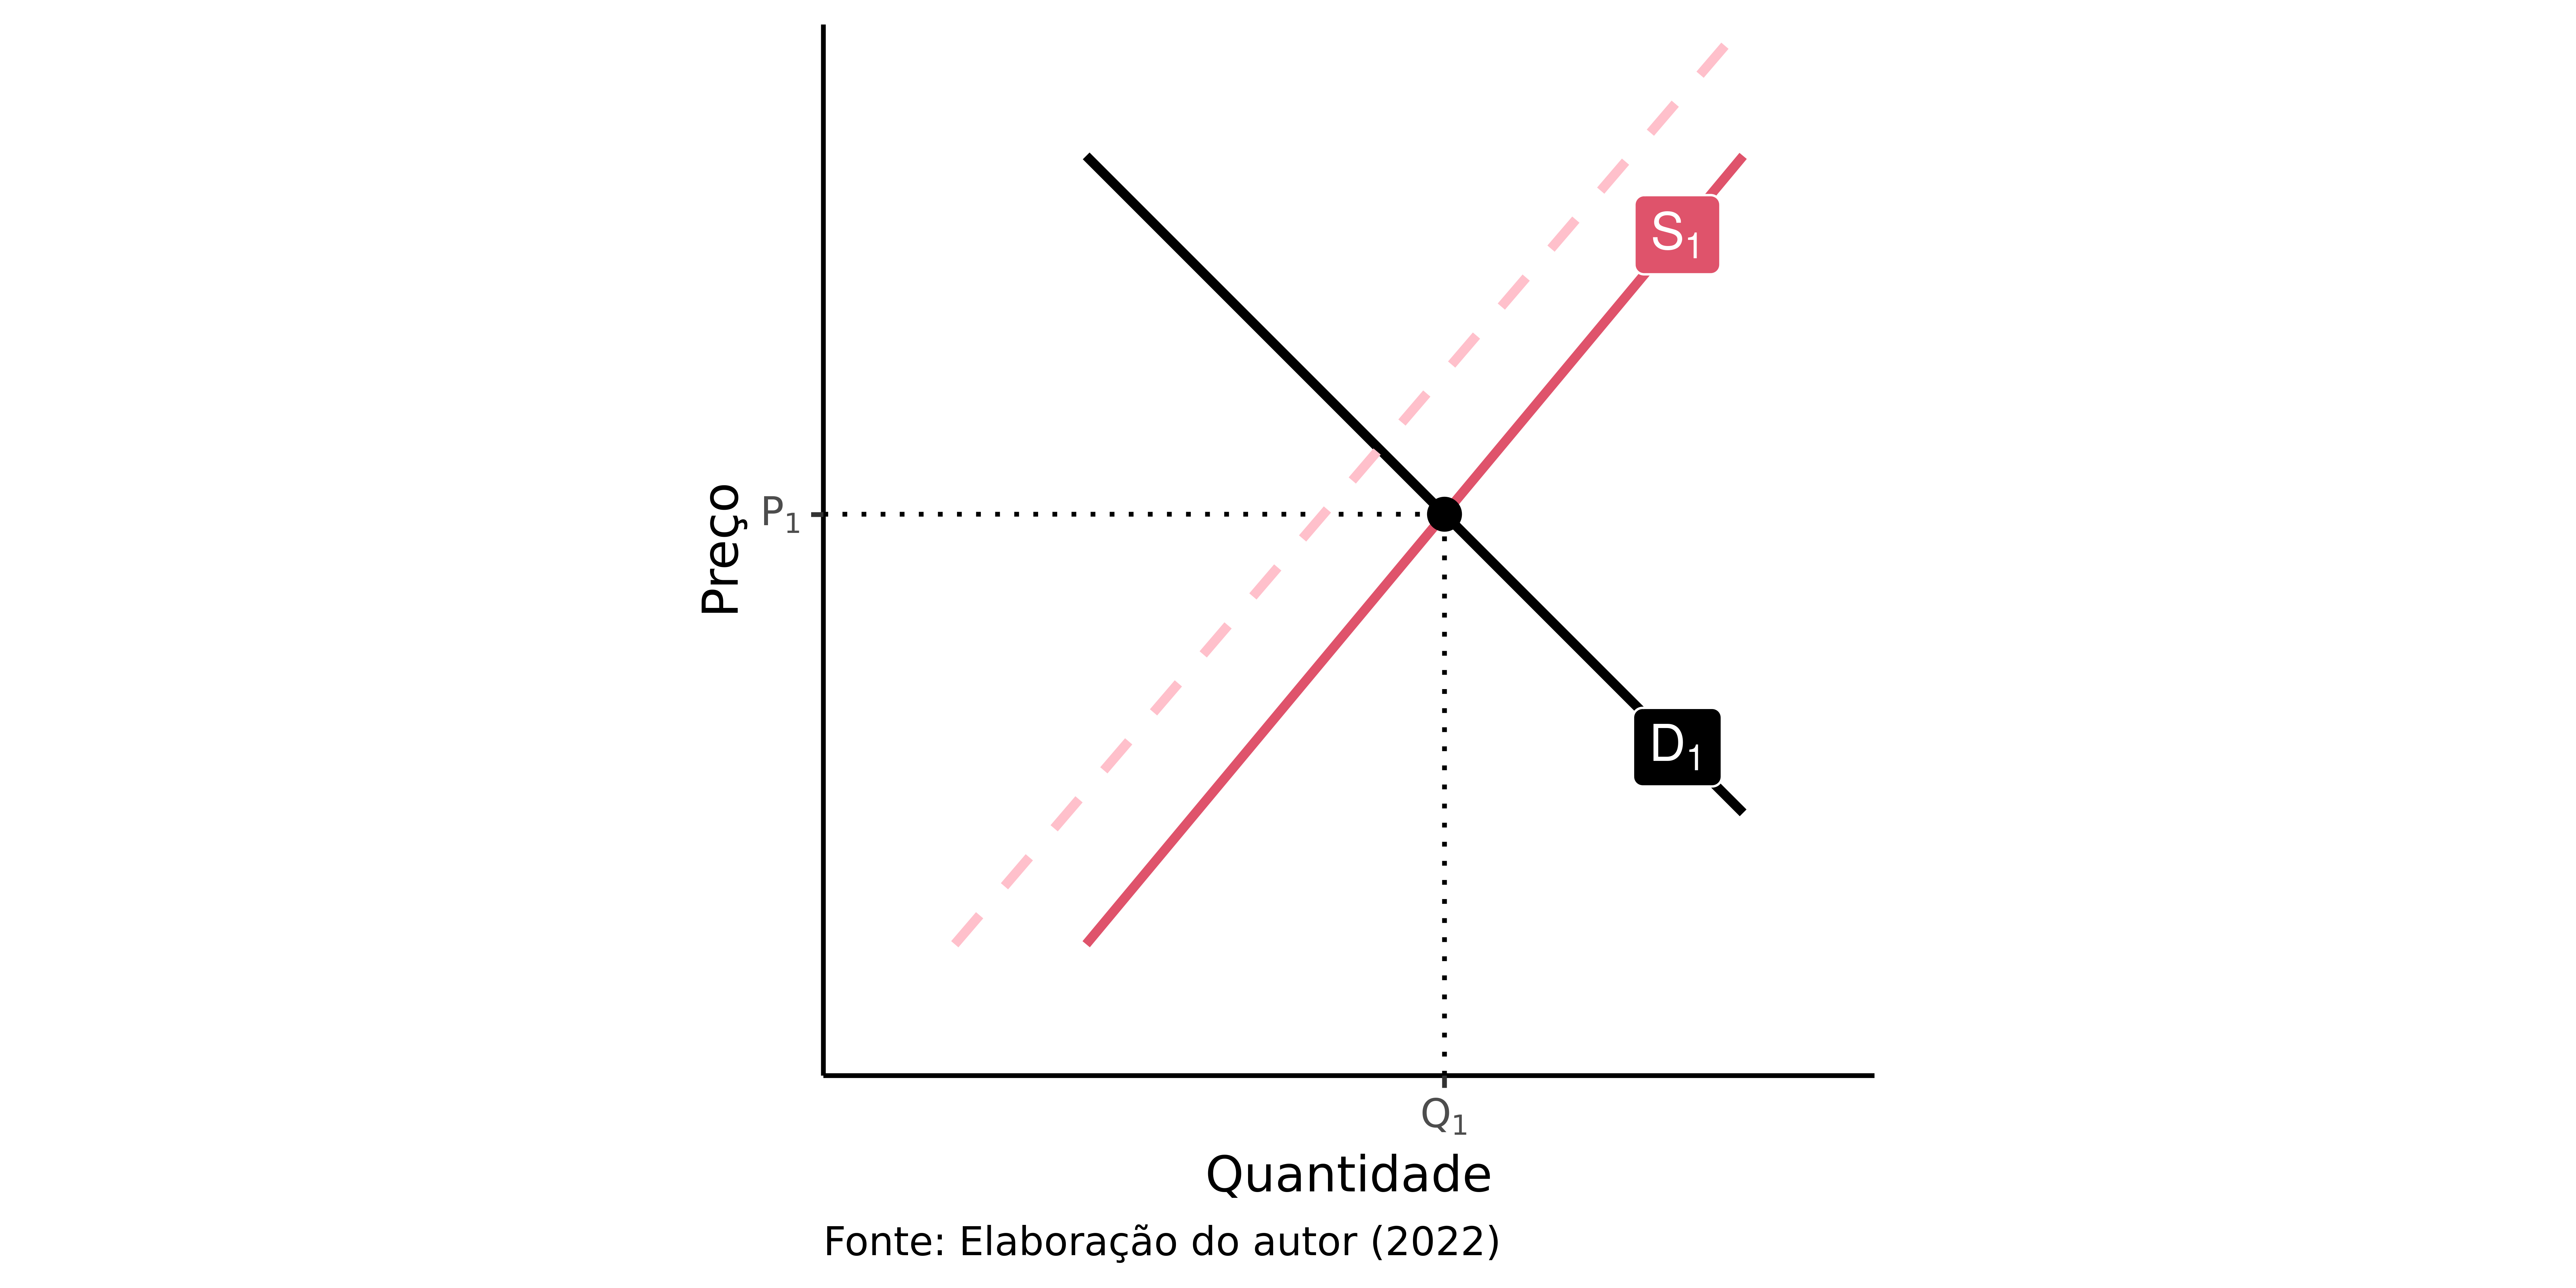 S₁
Preço
P₁
D₁
Q₁
Quantidade
Fonte: Elaboração do autor (2022)